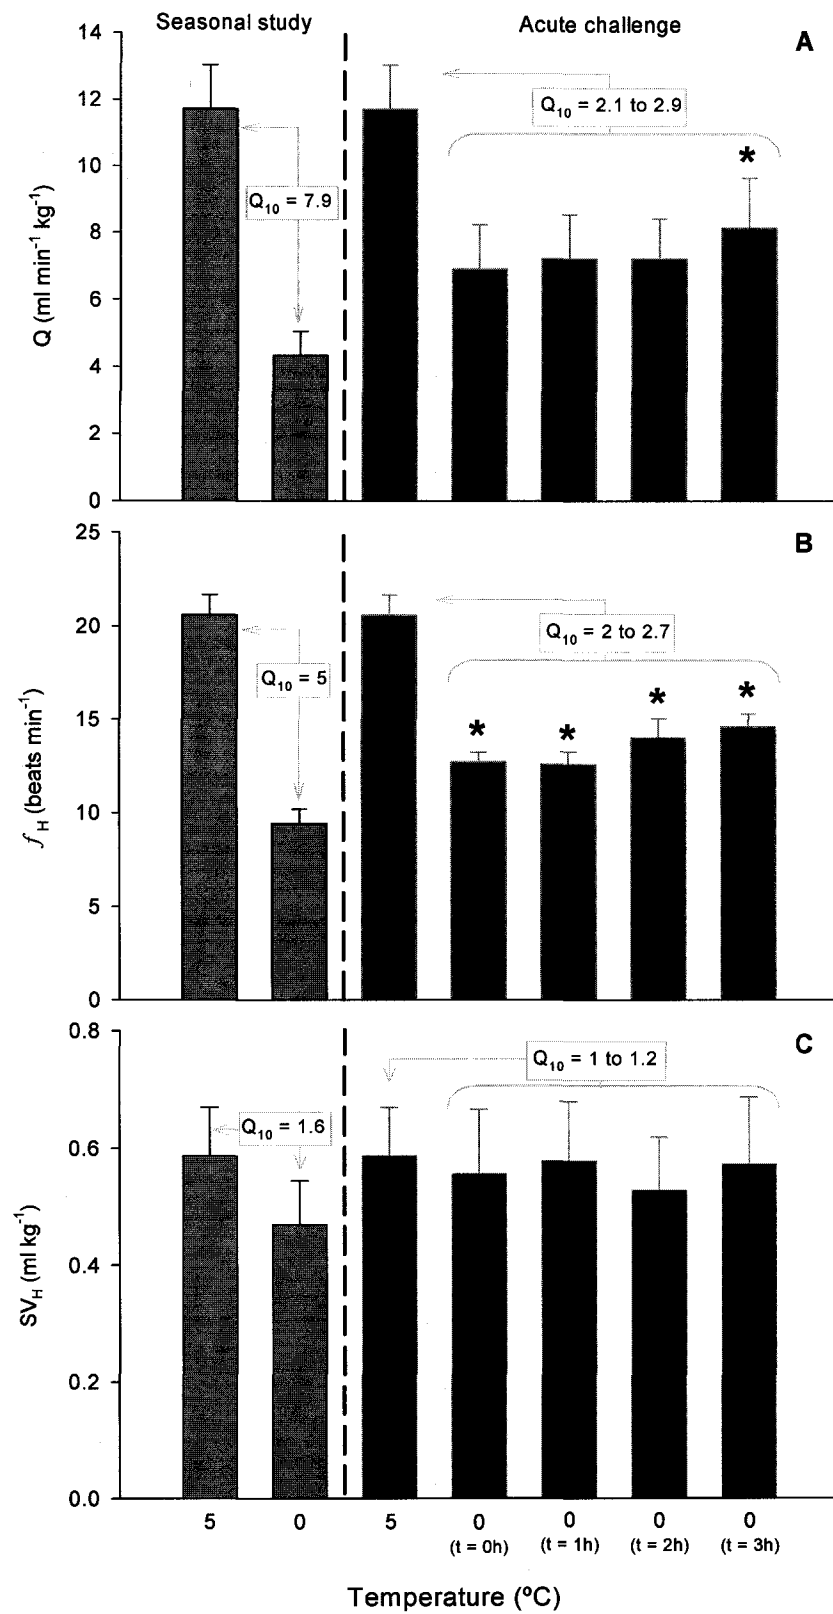 Seasonal study
Acute challenge
A
14
12
10
8
6
4
2
0
Q (ml min⁻¹ kg⁻¹)
Q₁₀ = 7.9
Q₁₀ = 2.1 to 2.9
*
B
25
20
15
10
5
0
f H (beats min⁻¹)
Q₁₀ = 5
Q₁₀ = 2 to 2.7
* * * *
C
0.8
0.6
0.4
0.2
0.0
SV_H (ml kg⁻¹)
Q₁₀ = 1.6
Q₁₀ = 1 to 1.2
5 0 5 0 0 0 0
(t = 0h) (t = 1h) (t = 2h) (t = 3h)
Temperature (ºC)